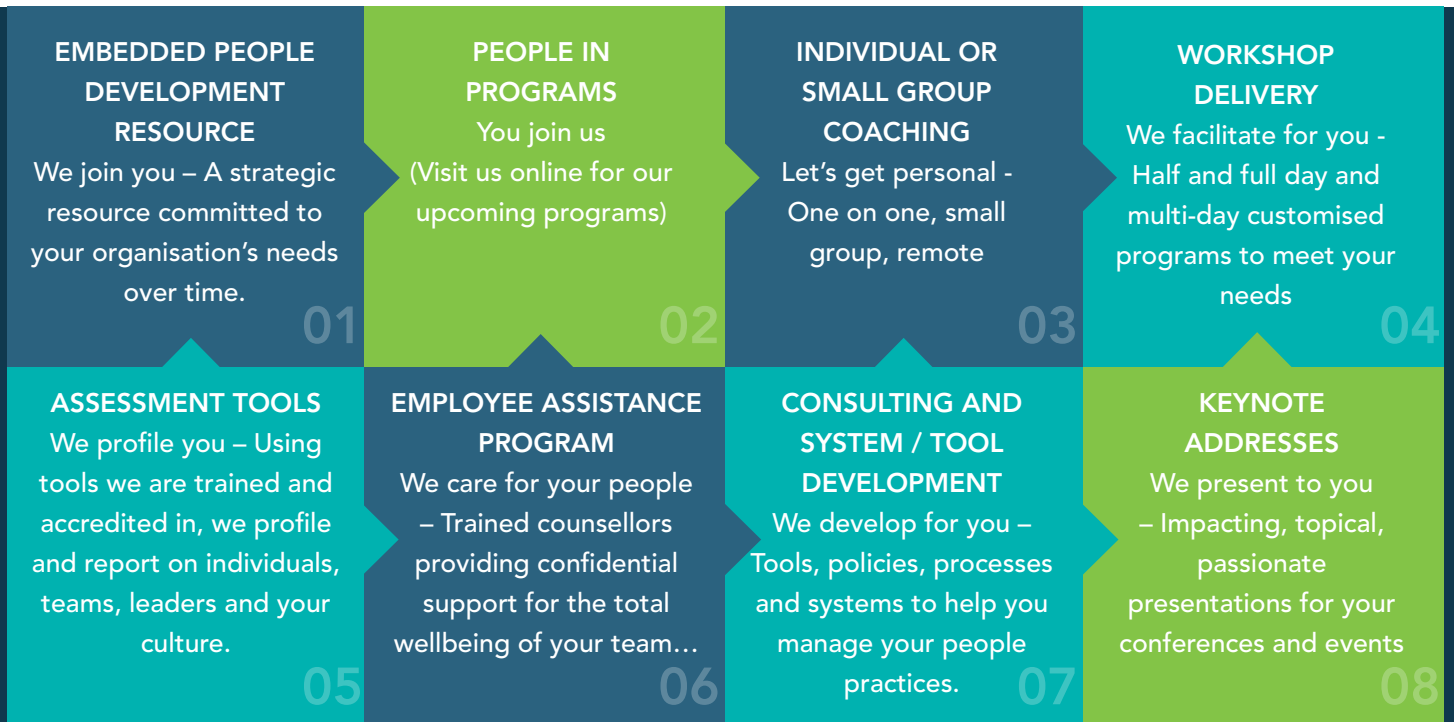 EMBEDDED PEOPLE
DEVELOPMENT
RESOURCE
We join you – A strategic
resource committed to
your organisation's needs
over time.
01
PEOPLE IN
PROGRAMS
You join us
(Visit us online for our
upcoming programs)
02
INDIVIDUAL OR
SMALL GROUP
COACHING
Let's get personal -
One on one, small
group, remote
03
WORKSHOP
DELIVERY
We facilitate for you -
Half and full day and
multi-day customised
programs to meet your
needs
04
ASSESSMENT TOOLS
We profile you – Using
tools we are trained and
accredited in, we profile
and report on individuals,
teams, leaders and your
culture.
05
EMPLOYEE ASSISTANCE
PROGRAM
We care for your people
– Trained counsellors
providing confidential
support for the total
wellbeing of your team…
06
CONSULTING AND
SYSTEM / TOOL
DEVELOPMENT
We develop for you –
Tools, policies, processes
and systems to help you
manage your people
practices.
07
KEYNOTE
ADDRESSES
We present to you
– Impacting, topical,
passionate
presentations for your
conferences and events
08